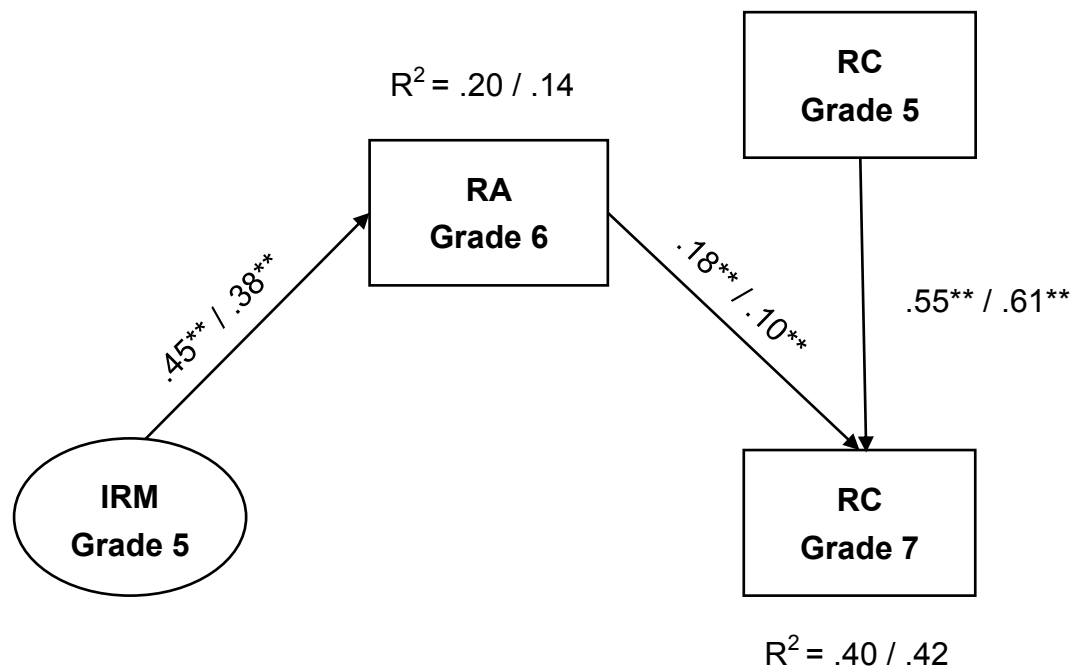 R² = .20 / .14
RC
Grade 5
RA
Grade 6
.45** / .38**
.18** / .10**
.55** / .61**
IRM
Grade 5
RC
Grade 7
R² = .40 / .42